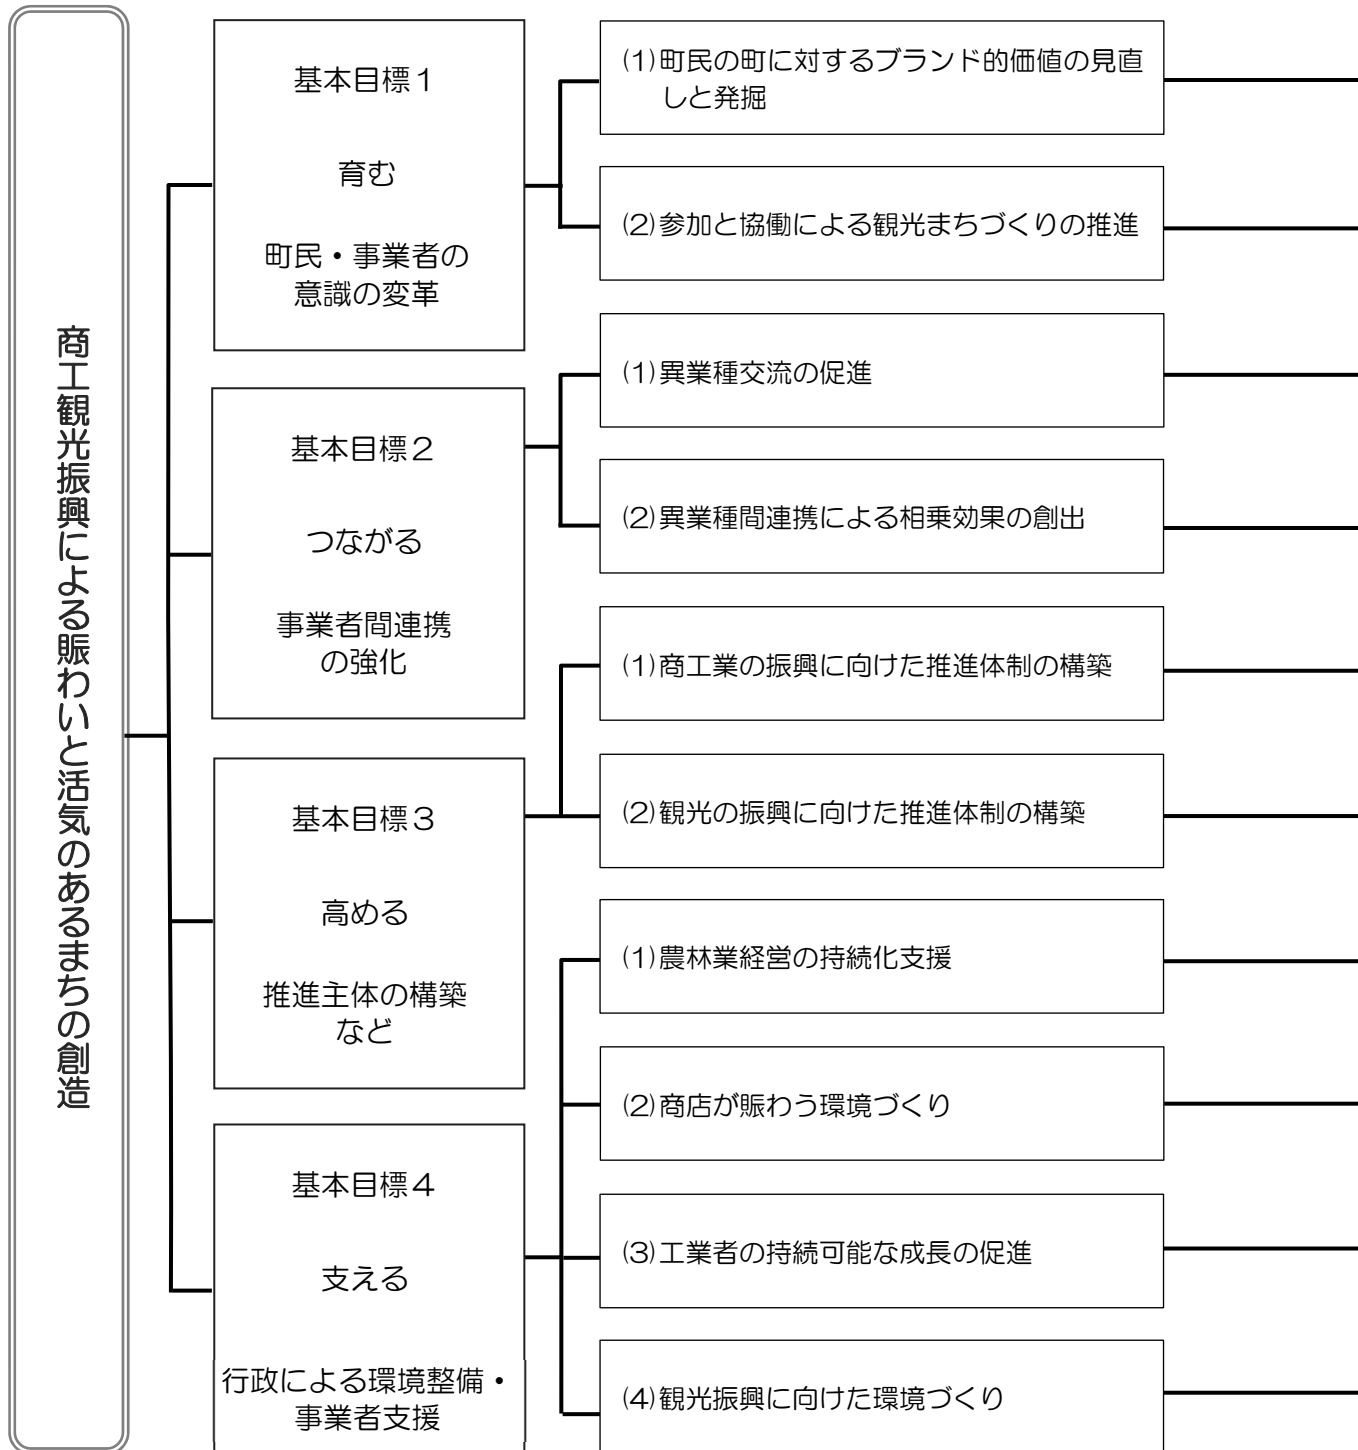 商工観光振興による賑わいと活気のあるまちの創造
基本目標1
育む
町民・事業者の
意識の変革
(1)町民の町に対するブランド的価値の見直
しと発掘
(2)参加と協働による観光まちづくりの推進
基本目標2
つながる
事業者間連携
の強化
(1)異業種交流の促進
(2)異業種間連携による相乗効果の創出
基本目標3
高める
推進主体の構築
など
(1)商工業の振興に向けた推進体制の構築
(2)観光の振興に向けた推進体制の構築
基本目標4
支える
行政による環境整備・
事業者支援
(1)農林業経営の持続化支援
(2)商店が賑わう環境づくり
(3)工業者の持続可能な成長の促進
(4)観光振興に向けた環境づくり